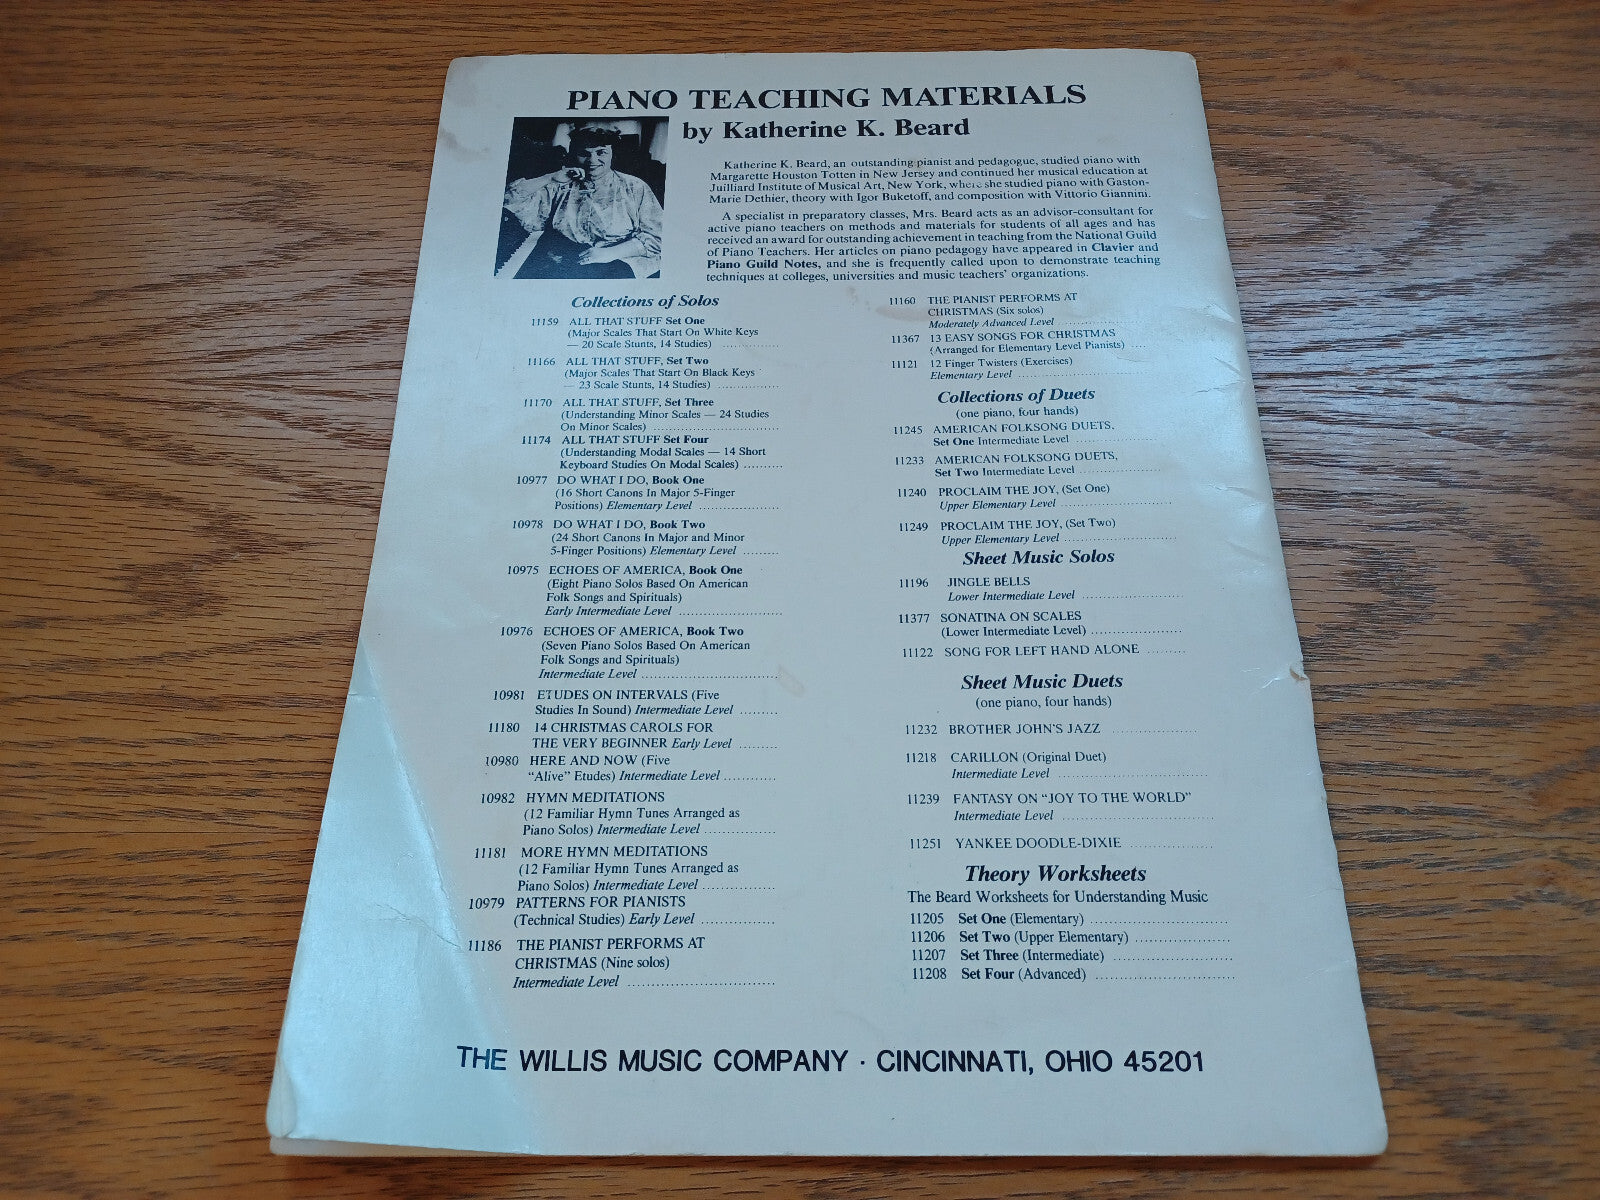 PIANO TEACHING MATERIALS
by Katherine K. Beard
Katherine K. Beard, an outstanding pianist and pedagogue, studied piano with
Margarette Houston Totten in New Jersey and continued her musical education at
Juilliard Institute of Musical Art, New York, where she studied piano with Gaston-
Marie Dethier, theory with Igor Buketoff, and composition with Vittorio Giannini.
A specialist in preparatory classes, Mrs. Beard acts as an advisor-consultant for
active piano teachers on methods and materials for students of all ages and has
received an award for outstanding achievement in teaching from the National Guild
of Piano Teachers. Her articles on piano pedagogy have appeared in Clavier and
Piano Guild Notes, and she is frequently called upon to demonstrate teaching
techniques at colleges, universities and music teachers' organizations.
Collections of Solos
11159 ALL THAT STUFF Set One
(Major Scales That Start On White Keys
— 20 Scale Stunts, 14 Studies)
11166 ALL THAT STUFF, Set Two
(Major Scales That Start On Black Keys
— 23 Scale Stunts, 14 Studies)
11170 ALL THAT STUFF, Set Three
(Understanding Minor Scales — 24 Studies
On Minor Scales)
11174 ALL THAT STUFF Set Four
(Understanding Modal Scales — 14 Short
Keyboard Studies On Modal Scales)
10977 DO WHAT I DO, Book One
(16 Short Canons In Major 5-Finger
Positions) Elementary Level
10978 DO WHAT I DO, Book Two
(24 Short Canons In Major and Minor
5-Finger Positions) Elementary Level
10975 ECHOES OF AMERICA, Book One
(Eight Piano Solos Based On American
Folk Songs and Spirituals)
Early Intermediate Level
10976 ECHOES OF AMERICA, Book Two
(Seven Piano Solos Based On American
Folk Songs and Spirituals)
Intermediate Level
10981 ETUDES ON INTERVALS (Five
Studies In Sound) Intermediate Level
11180 14 CHRISTMAS CAROLS FOR
THE VERY BEGINNER Early Level
10980 HERE AND NOW (Five
"Alive" Etudes) Intermediate Level
10982 HYMN MEDITATIONS
(12 Familiar Hymn Tunes Arranged as
Piano Solos) Intermediate Level
11181 MORE HYMN MEDITATIONS
(12 Familiar Hymn Tunes Arranged as
Piano Solos) Intermediate Level
10979 PATTERNS FOR PIANISTS
(Technical Studies) Early Level
11186 THE PIANIST PERFORMS AT
CHRISTMAS (Nine solos)
Intermediate Level
11160 THE PIANIST PERFORMS AT
CHRISTMAS (Six solos)
Moderately Advanced Level
11367 13 EASY SONGS FOR CHRISTMAS
(Arranged for Elementary Level Pianists)
11121 12 Finger Twisters (Exercises)
Elementary Level
Collections of Duets
(one piano, four hands)
11245 AMERICAN FOLKSONG DUETS,
Set One Intermediate Level
11233 AMERICAN FOLKSONG DUETS,
Set Two Intermediate Level
11240 PROCLAIM THE JOY, (Set One)
Upper Elementary Level
11249 PROCLAIM THE JOY, (Set Two)
Upper Elementary Level
Sheet Music Solos
11196 JINGLE BELLS
Lower Intermediate Level
11377 SONATINA ON SCALES
(Lower Intermediate Level)
11122 SONG FOR LEFT HAND ALONE
Sheet Music Duets
(one piano, four hands)
11232 BROTHER JOHN'S JAZZ
11218 CARILLON (Original Duet)
Intermediate Level
11239 FANTASY ON "JOY TO THE WORLD"
Intermediate Level
11251 YANKEE DOODLE-DIXIE
Theory Worksheets
The Beard Worksheets for Understanding Music
11205 Set One (Elementary)
11206 Set Two (Upper Elementary)
11207 Set Three (Intermediate)
11208 Set Four (Advanced)
THE WILLIS MUSIC COMPANY · CINCINNATI, OHIO 45201